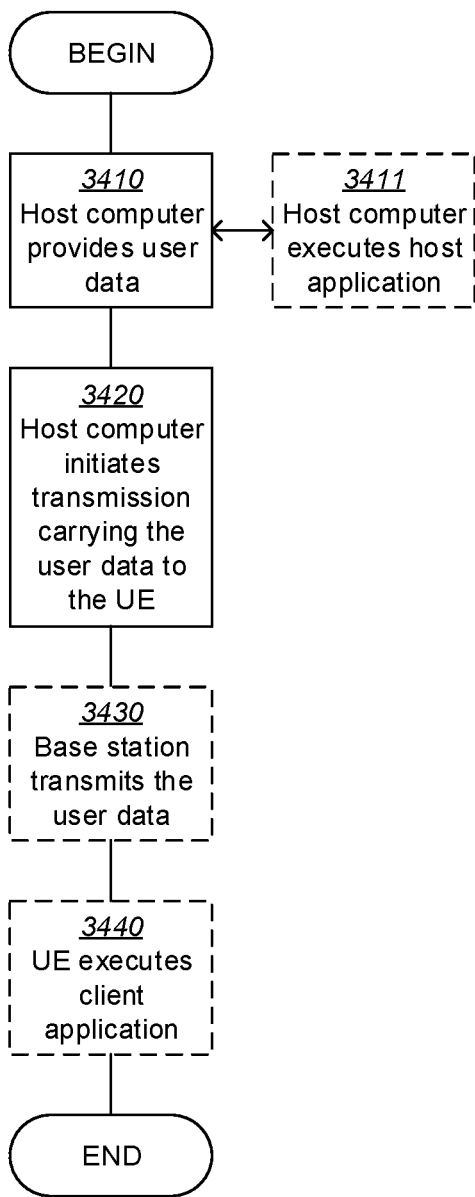 BEGIN
3410
Host computer
provides user
data
3411
Host computer
executes host
application
3420
Host computer
initiates
transmission
carrying the
user data to
the UE
3430
Base station
transmits the
user data
3440
UE executes
client
application
END